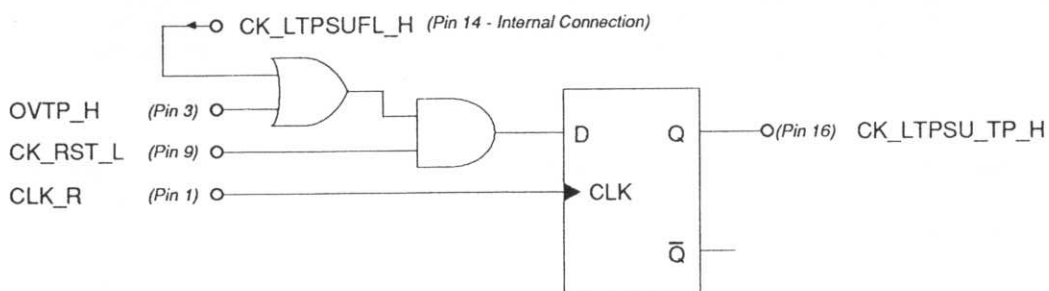 CK_LTPSUFL_H (Pin 14 - Internal Connection)
OVTP_H (Pin 3)
CK_RST_L (Pin 9)
CLK_R (Pin 1)
D Q
CLK
Q̅
(Pin 16) CK_LTPSU_TP_H